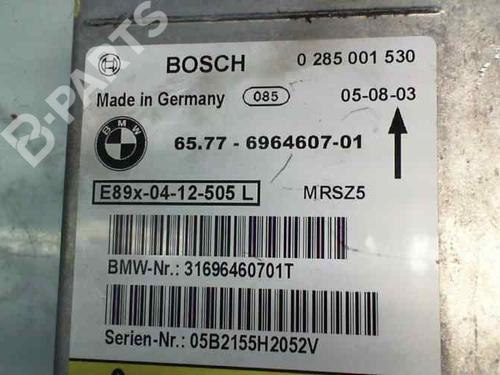 BOSCH 0 285 001 530
Made in Germany 085 05-08-03
BMW 65.77 - 6964607-01
E89x-04-12-505 L MRSZ5
BMW-Nr.: 31696460701T
Serien-Nr.: 05B2155H2052V
B-PARTS